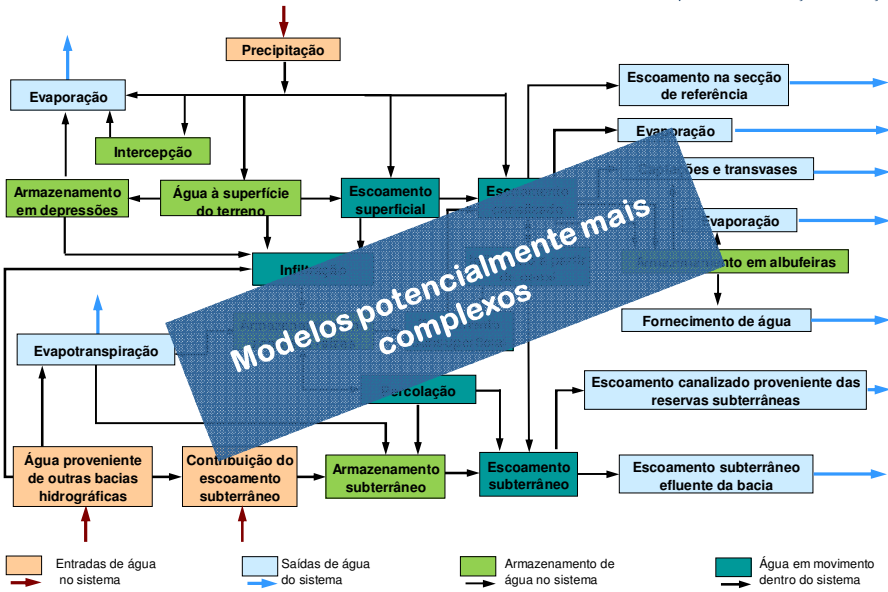 Precipitação
Escoamento na secção
de referência
Evaporação
Evaporação
Intercepção
Captações e transvases
Armazenamento
em depressões
Água à superfície
do terreno
Escoamento
superficial
Evaporação
Infiltração
Armazenamento em albufeiras
Modelos potencialmente mais
complexos
Fornecimento de água
Evapotranspiração
Percolação
Escoamento canalizado proveniente das
reservas subterrâneas
Água proveniente
de outras bacias
hidrográficas
Contribuição do
escoamento
subterrâneo
Armazenamento
subterrâneo
Escoamento
subterrâneo
Escoamento subterrâneo
efluente da bacia
Entradas de água
no sistema
Saídas de água
do sistema
Armazenamento de
água no sistema
Água em movimento
dentro do sistema